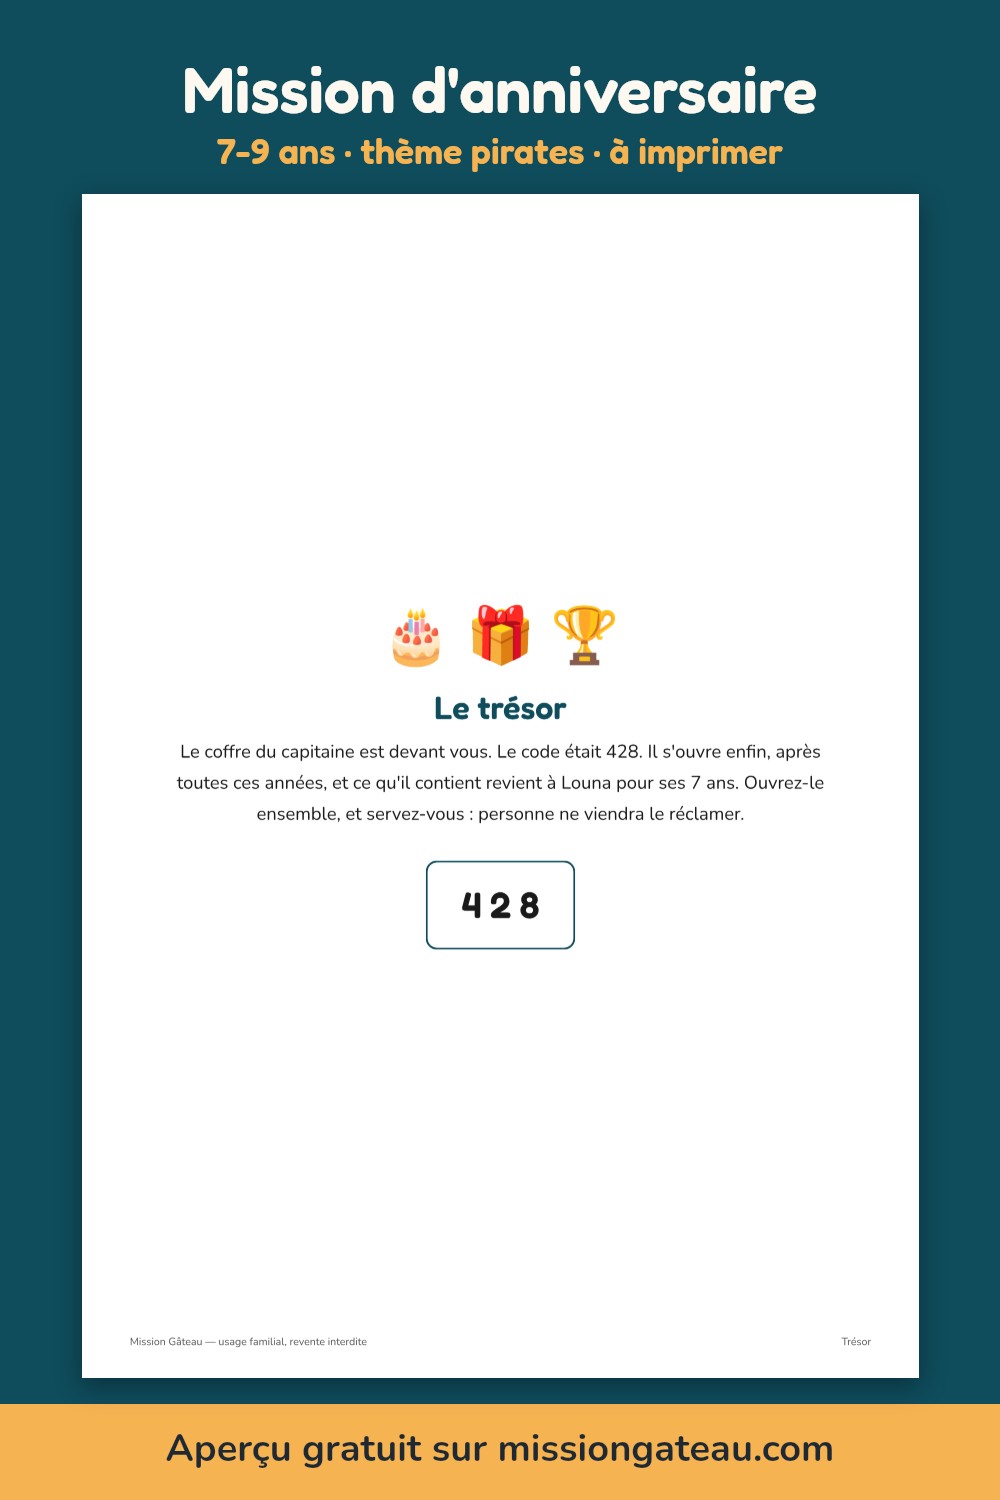 Mission d'anniversaire
7-9 ans · thème pirates · à imprimer
Le trésor
Le coffre du capitaine est devant vous. Le code était 428. Il s'ouvre enfin, après
toutes ces années, et ce qu'il contient revient à Louna pour ses 7 ans. Ouvrez-le
ensemble, et servez-vous : personne ne viendra le réclamer.
428
Mission Gâteau — usage familial, revente interdite
Trésor
Aperçu gratuit sur missiongateau.com